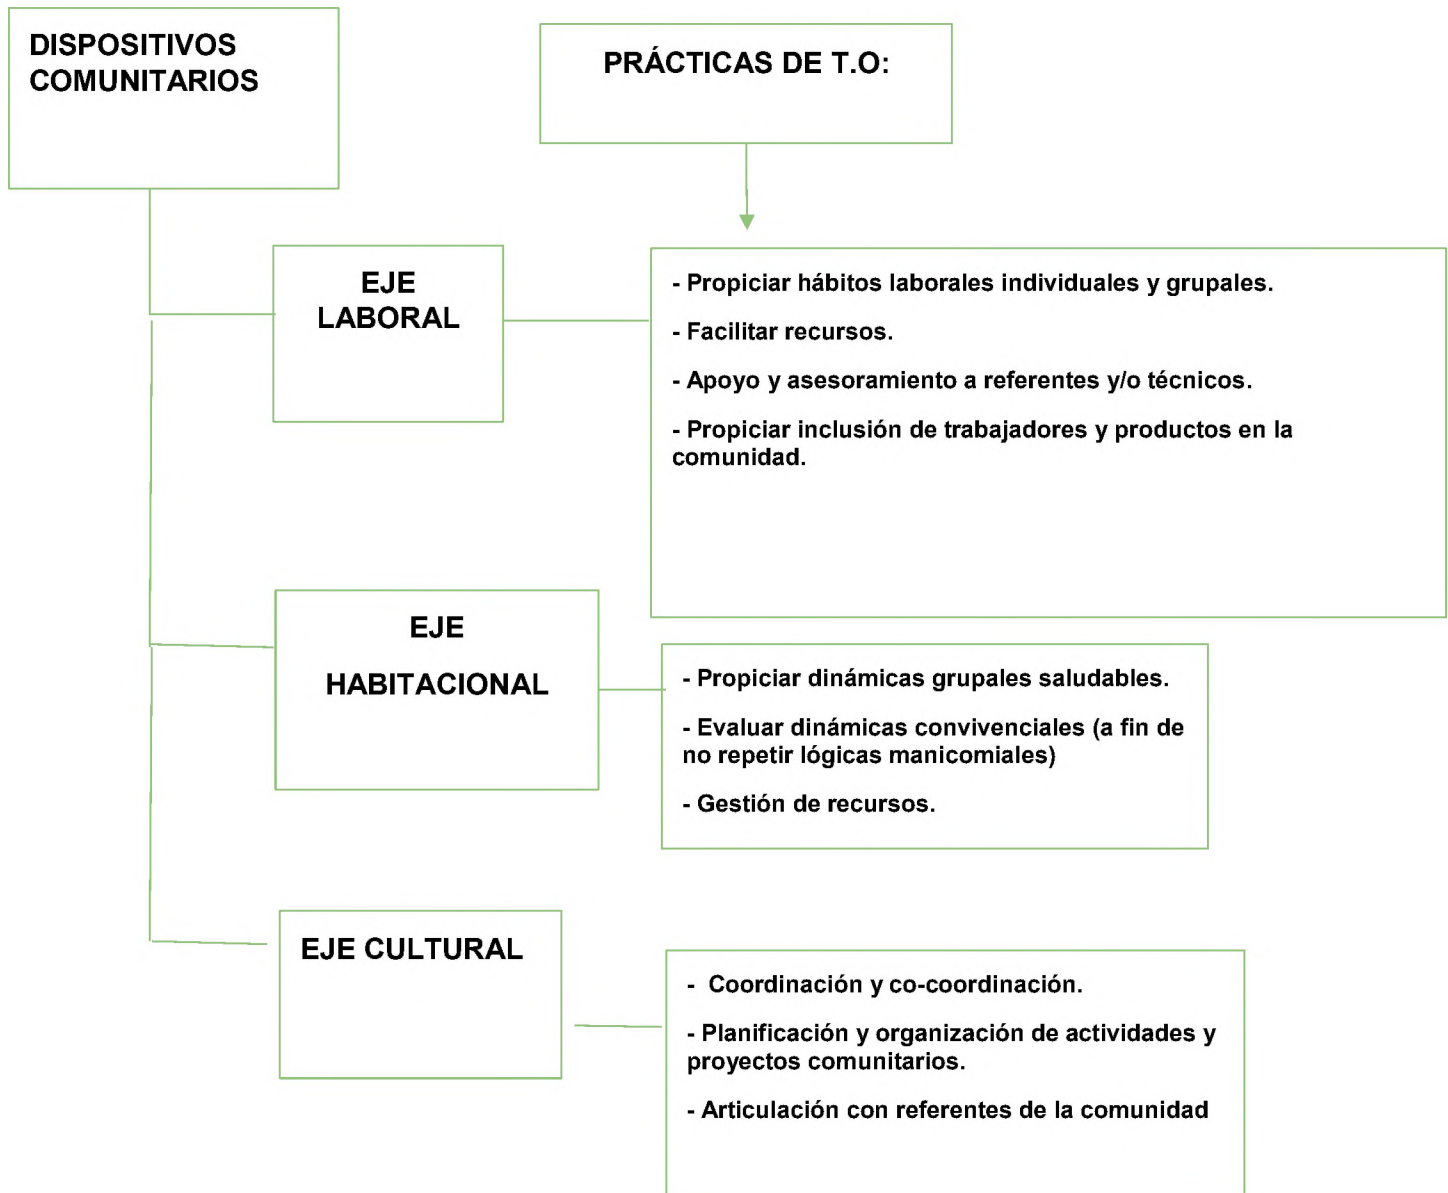 DISPOSITIVOS
COMUNITARIOS
PRÁCTICAS DE T.O:
EJE
LABORAL
- Propiciar hábitos laborales individuales y grupales.
- Facilitar recursos.
- Apoyo y asesoramiento a referentes y/o técnicos.
- Propiciar inclusión de trabajadores y productos en la
comunidad.
EJE
HABITACIONAL
- Propiciar dinámicas grupales saludables.
- Evaluar dinámicas convivenciales (a fin de
no repetir lógicas manicomiales)
- Gestión de recursos.
EJE CULTURAL
- Coordinación y co-coordinación.
- Planificación y organización de actividades y
proyectos comunitarios.
- Articulación con referentes de la comunidad